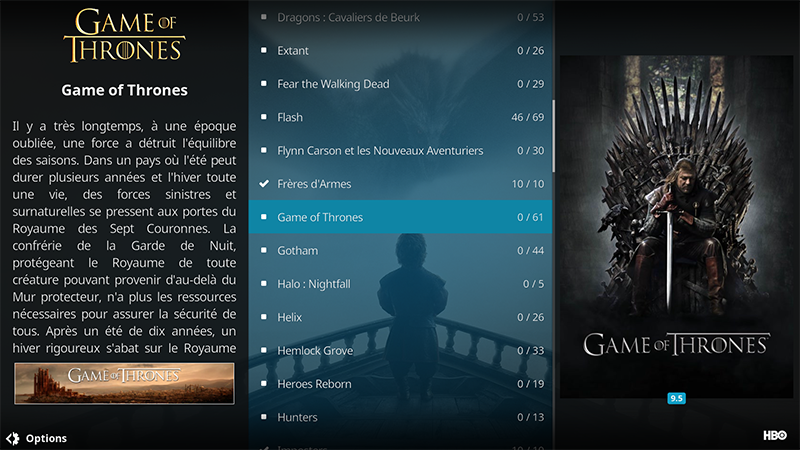 GAME OF
THRONES
Game of Thrones
Il y a très longtemps, à une époque
oubliée, une force a détruit l'équilibre
des saisons. Dans un pays où l'été peut
durer plusieurs années et l'hiver toute
une vie, des forces sinistres et
surnaturelles se pressent aux portes du
Royaume des Sept Couronnes. La
confrérie de la Garde de Nuit,
protégeant le Royaume de toute
créature pouvant provenir d'au-delà du
Mur protecteur, n'a plus les ressources
nécessaires pour assurer la sécurité de
tous. Après un été de dix années, un
hiver rigoureux s'abat sur le Royaume
GAME OF THRONES
Options
Dragons : Cavaliers de Beurk 0 / 53
Extant 0 / 26
Fear the Walking Dead 0 / 29
Flash 46 / 69
Flynn Carson et les Nouveaux Aventuriers 0 / 30
Frères d'Armes 10 / 10
Game of Thrones 0 / 61
Gotham 0 / 44
Halo : Nightfall 0 / 5
Helix 0 / 26
Hemlock Grove 0 / 33
Heroes Reborn 0 / 19
Hunters 0 / 13
GAME OF THRONES
9.5
HBO